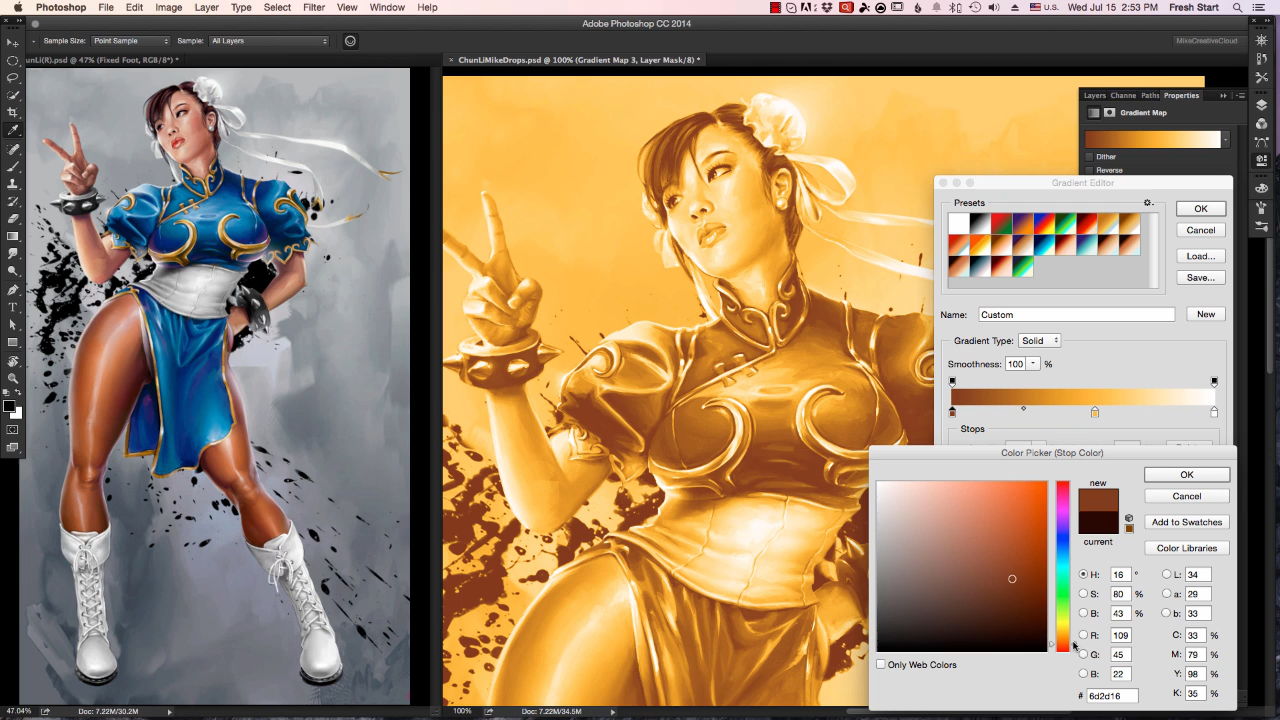 Photoshop File Edit Image Layer Type Select Filter View Window Help
U.S. Wed Jul 15 2:53 PM Fresh Start
Adobe Photoshop CC 2014
Sample Size: Point Sample Sample: All Layers
MikeCreativeCloud
unLi(R).psd @ 47% (Fixed Foot, RGB/8*) *
× ChunLiMikeDrops.psd @ 100% (Gradient Map 3, Layer Mask/8) *
Layers Channe Paths Properties
Gradient Map
Dither
Reverse
Gradient Editor
Presets
OK
Cancel
Load...
Save...
Name: Custom
New
Gradient Type: Solid
Smoothness: 100 %
Stops
Color Picker (Stop Color)
new
current
OK
Cancel
Add to Swatches
Color Libraries
H: 16 ° L: 34
S: 80 % a: 29
B: 43 % b: 33
R: 109 C: 33 %
G: 45 M: 79 %
B: 22 Y: 98 %
# 6d2d16 K: 35 %
Only Web Colors
47.04% Doc: 7.22M/30.2M
100% Doc: 7.22M/34.5M